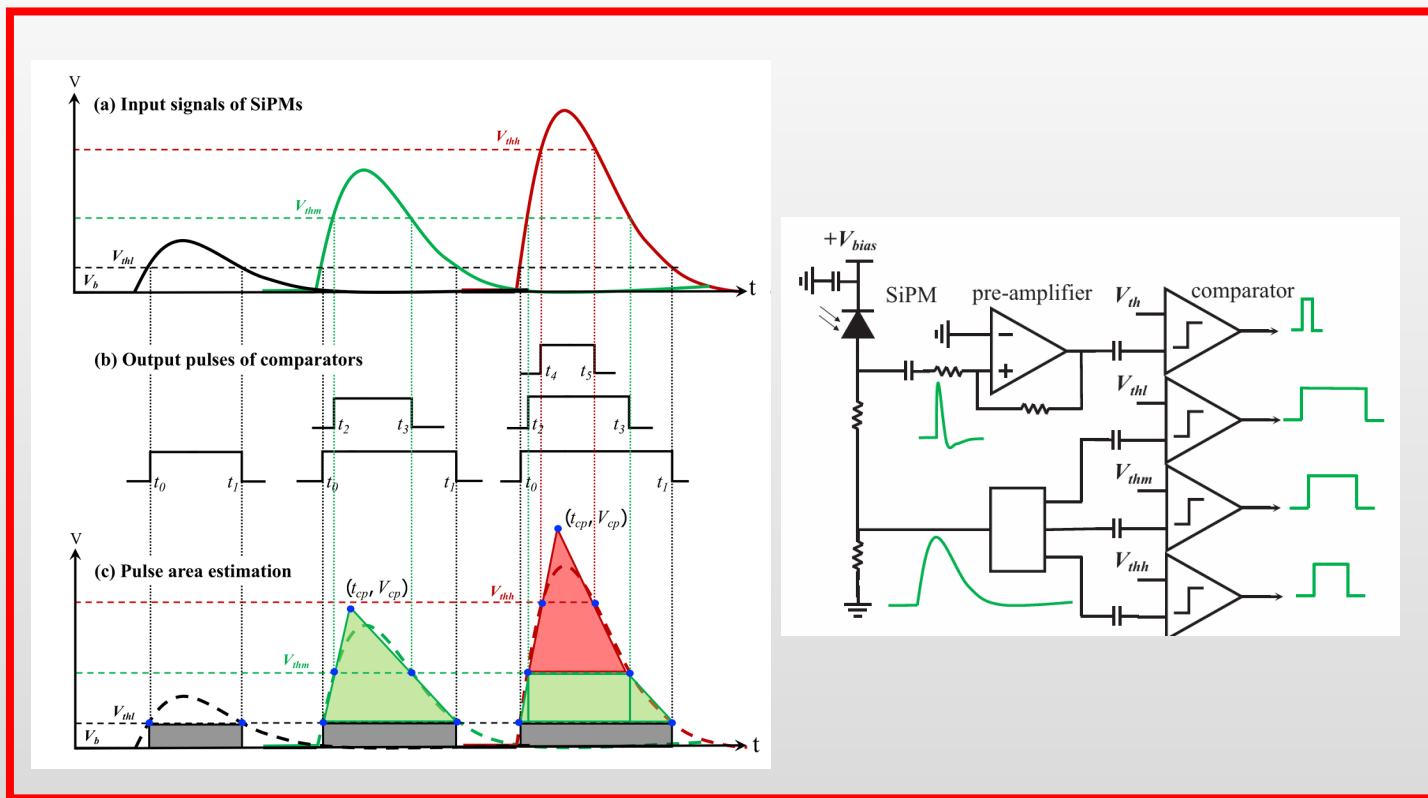 V
(a) Input signals of SiPMs
V_thh
V_thm
V_thl
V_b
t
(b) Output pulses of comparators
t_4 t_5
t_2 t_3 t_2 t_3
t_0 t_1 t_0 t_1 t_0 t_1
V
(c) Pulse area estimation
(t_cp, V_cp)
(t_cp, V_cp)
V_thh
V_thm
V_thl
V_b
t
+V_bias
SiPM pre-amplifier V_th comparator
−
+
V_thl
V_thm
V_thh